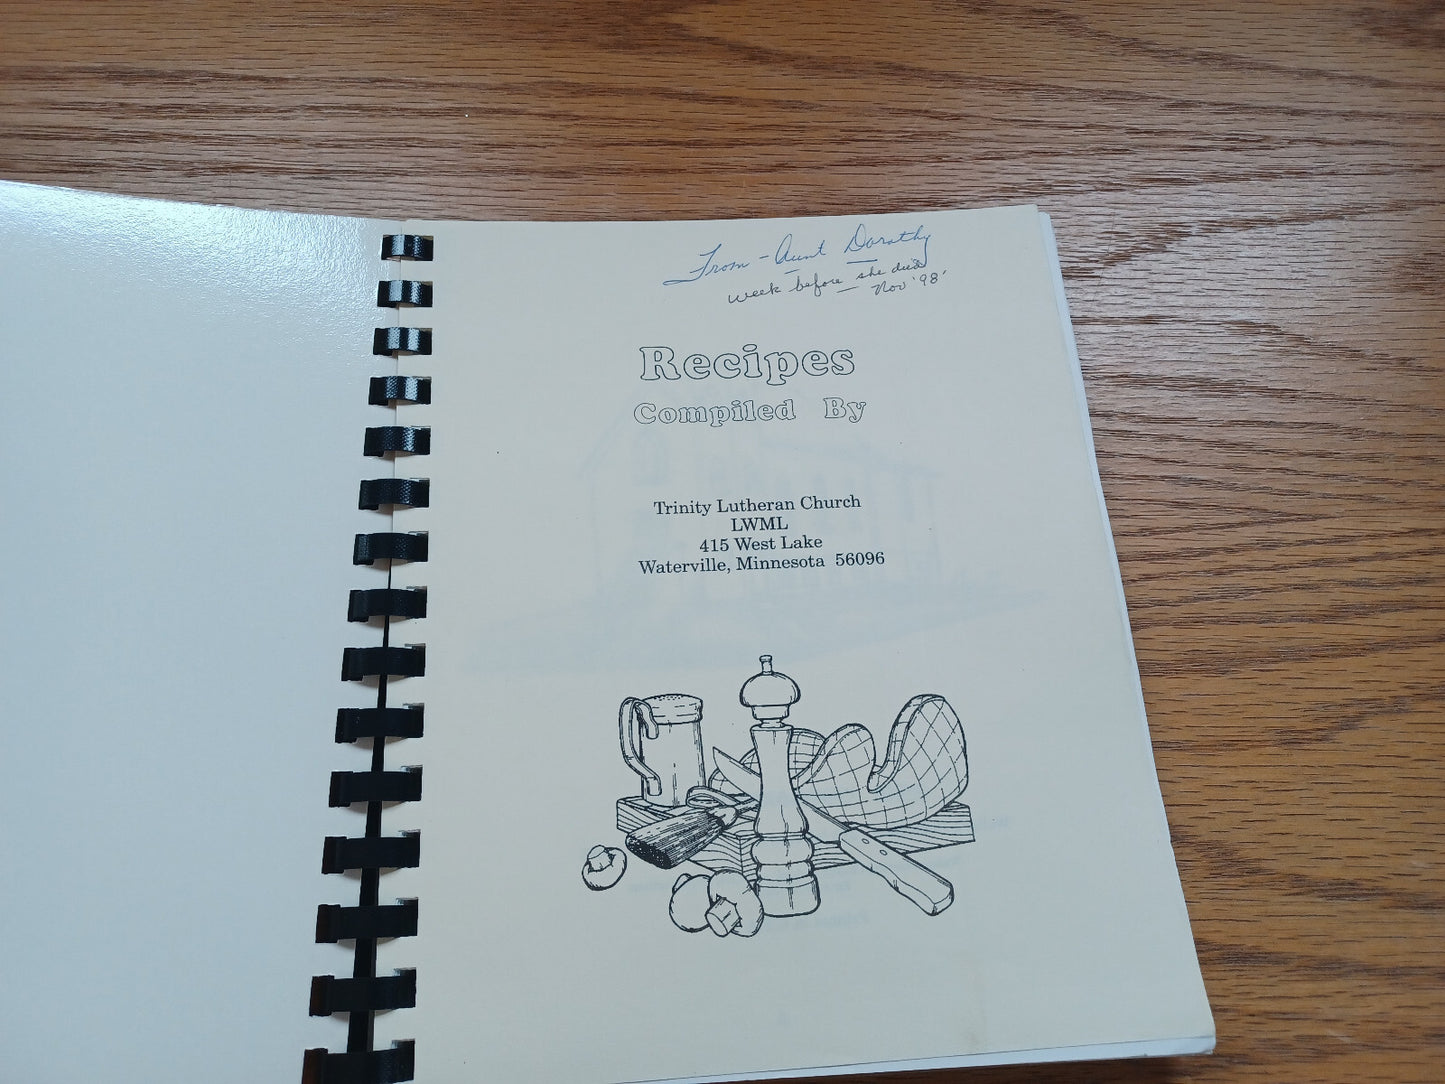 From - Aunt Dorothy
week before she died
Nov '98'
Recipes
Compiled By
Trinity Lutheran Church
LWML
415 West Lake
Waterville, Minnesota 56096